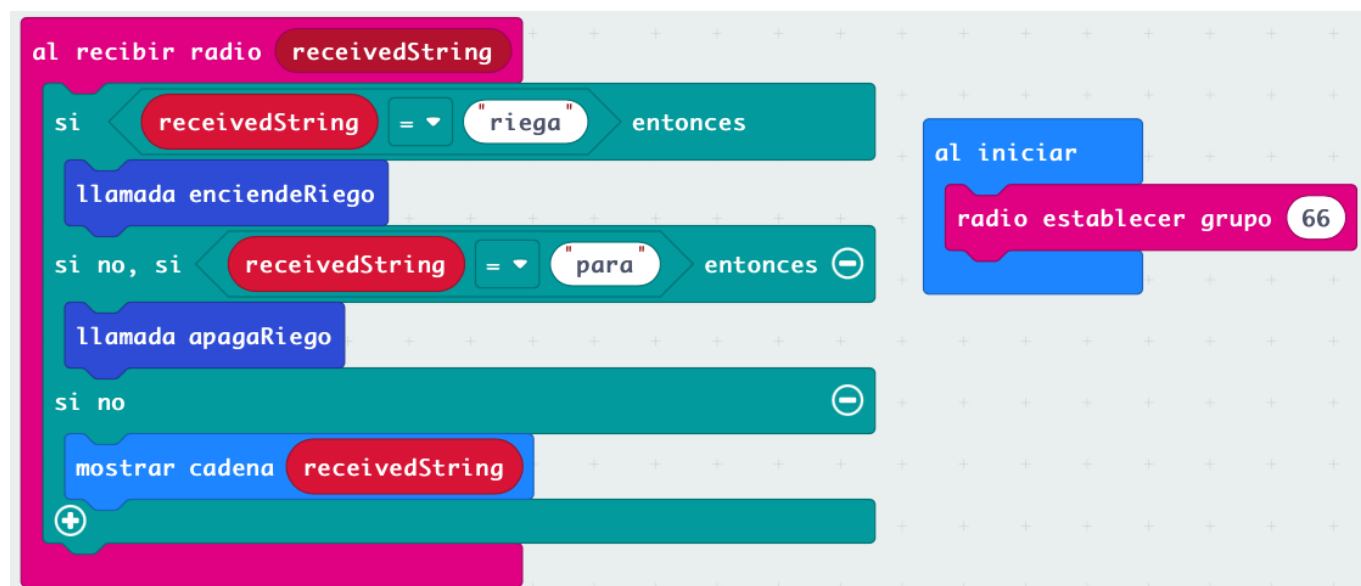 al recibir radio receivedString
si receivedString = "riega" entonces
llamada enciendeRiego
si no, si receivedString = "para" entonces
llamada apagaRiego
si no
mostrar cadena receivedString
al iniciar
radio establecer grupo 66